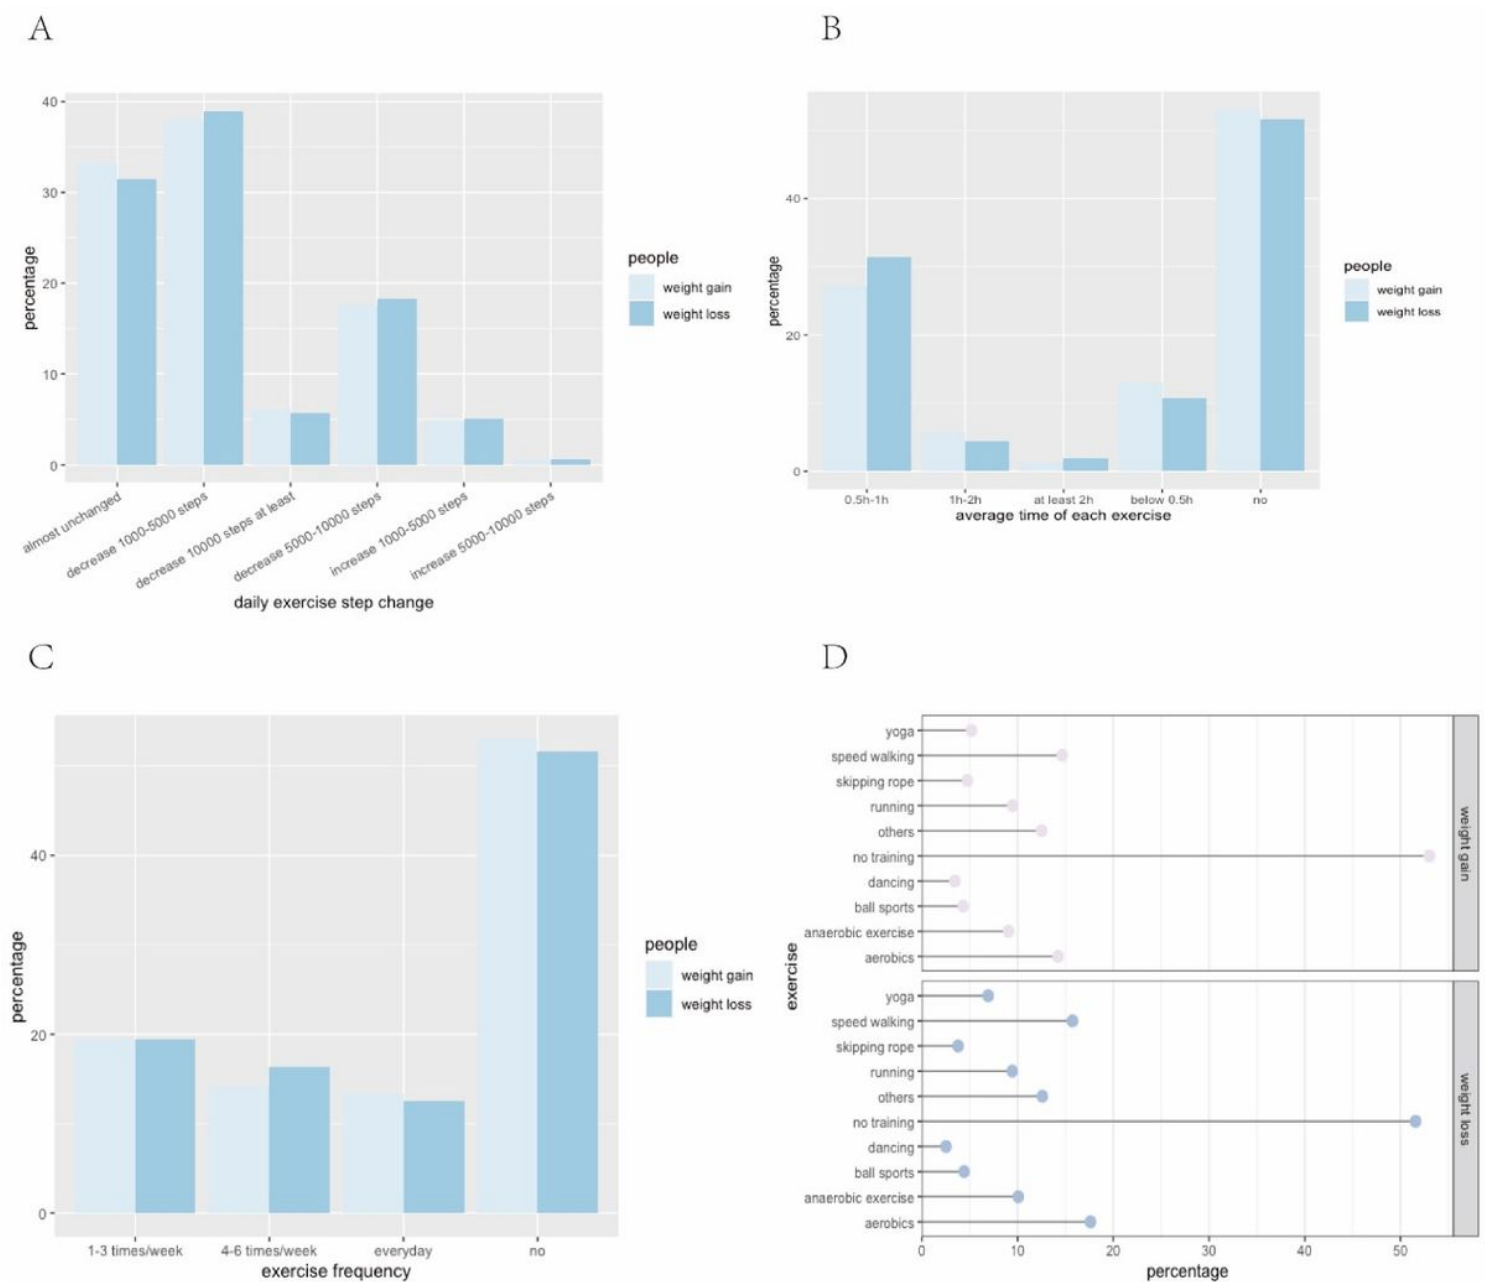 A
40
30
20
10
0
percentage
almost unchanged
decrease 1000-5000 steps
decrease 10000 steps at least
decrease 5000-10000 steps
increase 1000-5000 steps
increase 5000-10000 steps
daily exercise step change
people
weight gain
weight loss
B
40
20
0
percentage
0.5h-1h 1h-2h at least 2h below 0.5h no
average time of each exercise
people
weight gain
weight loss
C
40
20
0
percentage
1-3 times/week 4-6 times/week everyday no
exercise frequency
people
weight gain
weight loss
D
exercise
yoga
speed walking
skipping rope
running
others
no training
dancing
ball sports
anaerobic exercise
aerobics
weight gain
yoga
speed walking
skipping rope
running
others
no training
dancing
ball sports
anaerobic exercise
aerobics
weight loss
0 10 20 30 40 50
percentage